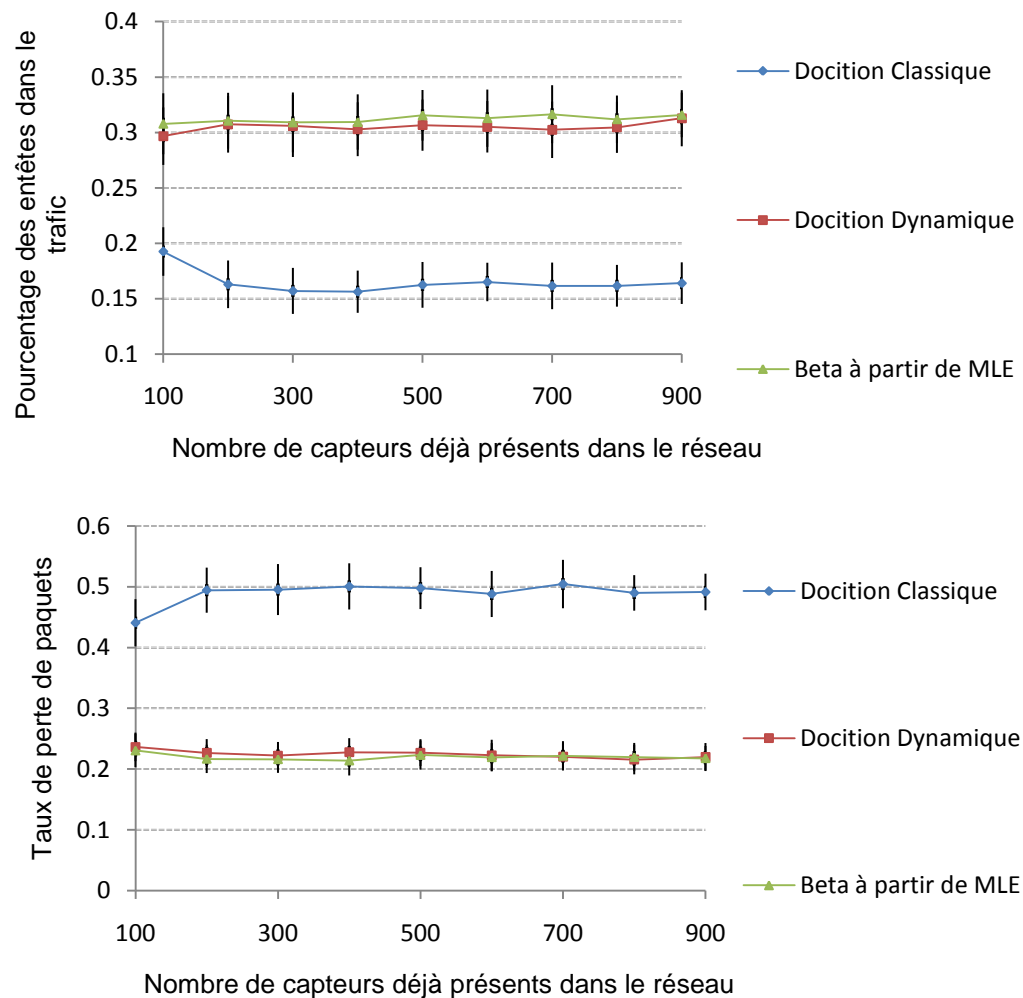 Pourcentage des entêtes dans le
trafic
0.4
0.35
0.3
0.25
0.2
0.15
0.1
100 300 500 700 900
Nombre de capteurs déjà présents dans le réseau
Docition Classique
Docition Dynamique
Beta à partir de MLE
Taux de perte de paquets
0.6
0.5
0.4
0.3
0.2
0.1
0
100 300 500 700 900
Nombre de capteurs déjà présents dans le réseau
Docition Classique
Docition Dynamique
Beta à partir de MLE